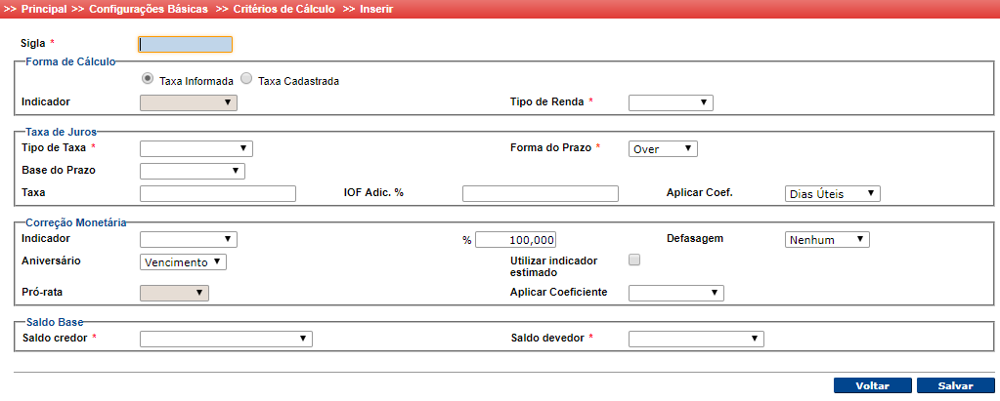 >> Principal >> Configurações Básicas >> Critérios de Cálculo >> Inserir
Sigla *
Forma de Cálculo
Taxa Informada Taxa Cadastrada
Indicador Tipo de Renda *
Taxa de Juros
Tipo de Taxa * Forma do Prazo * Over
Base do Prazo
Taxa IOF Adic. % Aplicar Coef. Dias Úteis
Correção Monetária
Indicador % 100,000 Defasagem Nenhum
Aniversário Vencimento Utilizar indicador
estimado
Pró-rata Aplicar Coeficiente
Saldo Base
Saldo credor * Saldo devedor *
Voltar Salvar